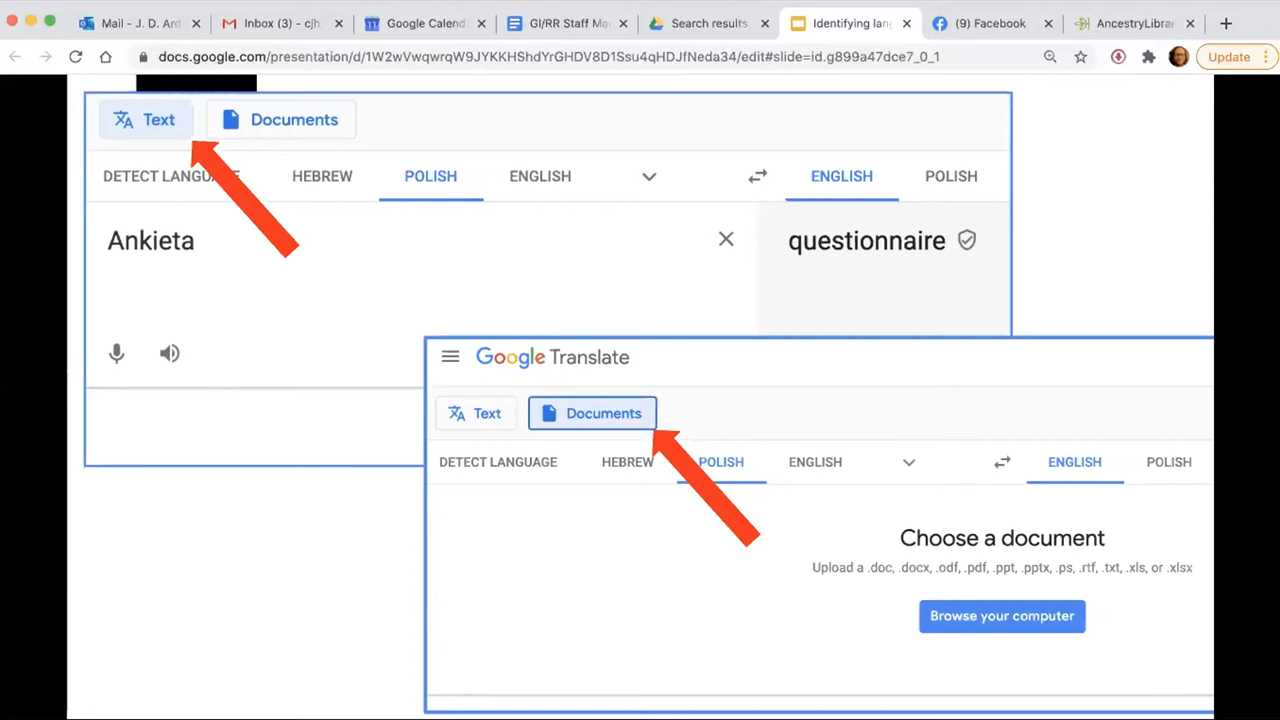 Mail - J. D. Ard
Inbox (3) - cjh.
Google Calend
GI/RR Staff Me
Search results
Identifying lang
(9) Facebook
AncestryLibrar
docs.google.com/presentation/d/1W2wVwqwrqW9JYKKHShdYrGHDV8D1Ssu4qHDJfNeda34/edit#slide=id.g899a47dce7_0_1
Update
Text
Documents
DETECT LANGUAGE
HEBREW
POLISH
ENGLISH
ENGLISH
POLISH
Ankieta
questionnaire
Google Translate
Text
Documents
DETECT LANGUAGE
HEBREW
POLISH
ENGLISH
ENGLISH
POLISH
Choose a document
Upload a .doc, .docx, .odf, .pdf, .ppt, .pptx, .ps, .rtf, .txt, .xls, or .xlsx
Browse your computer